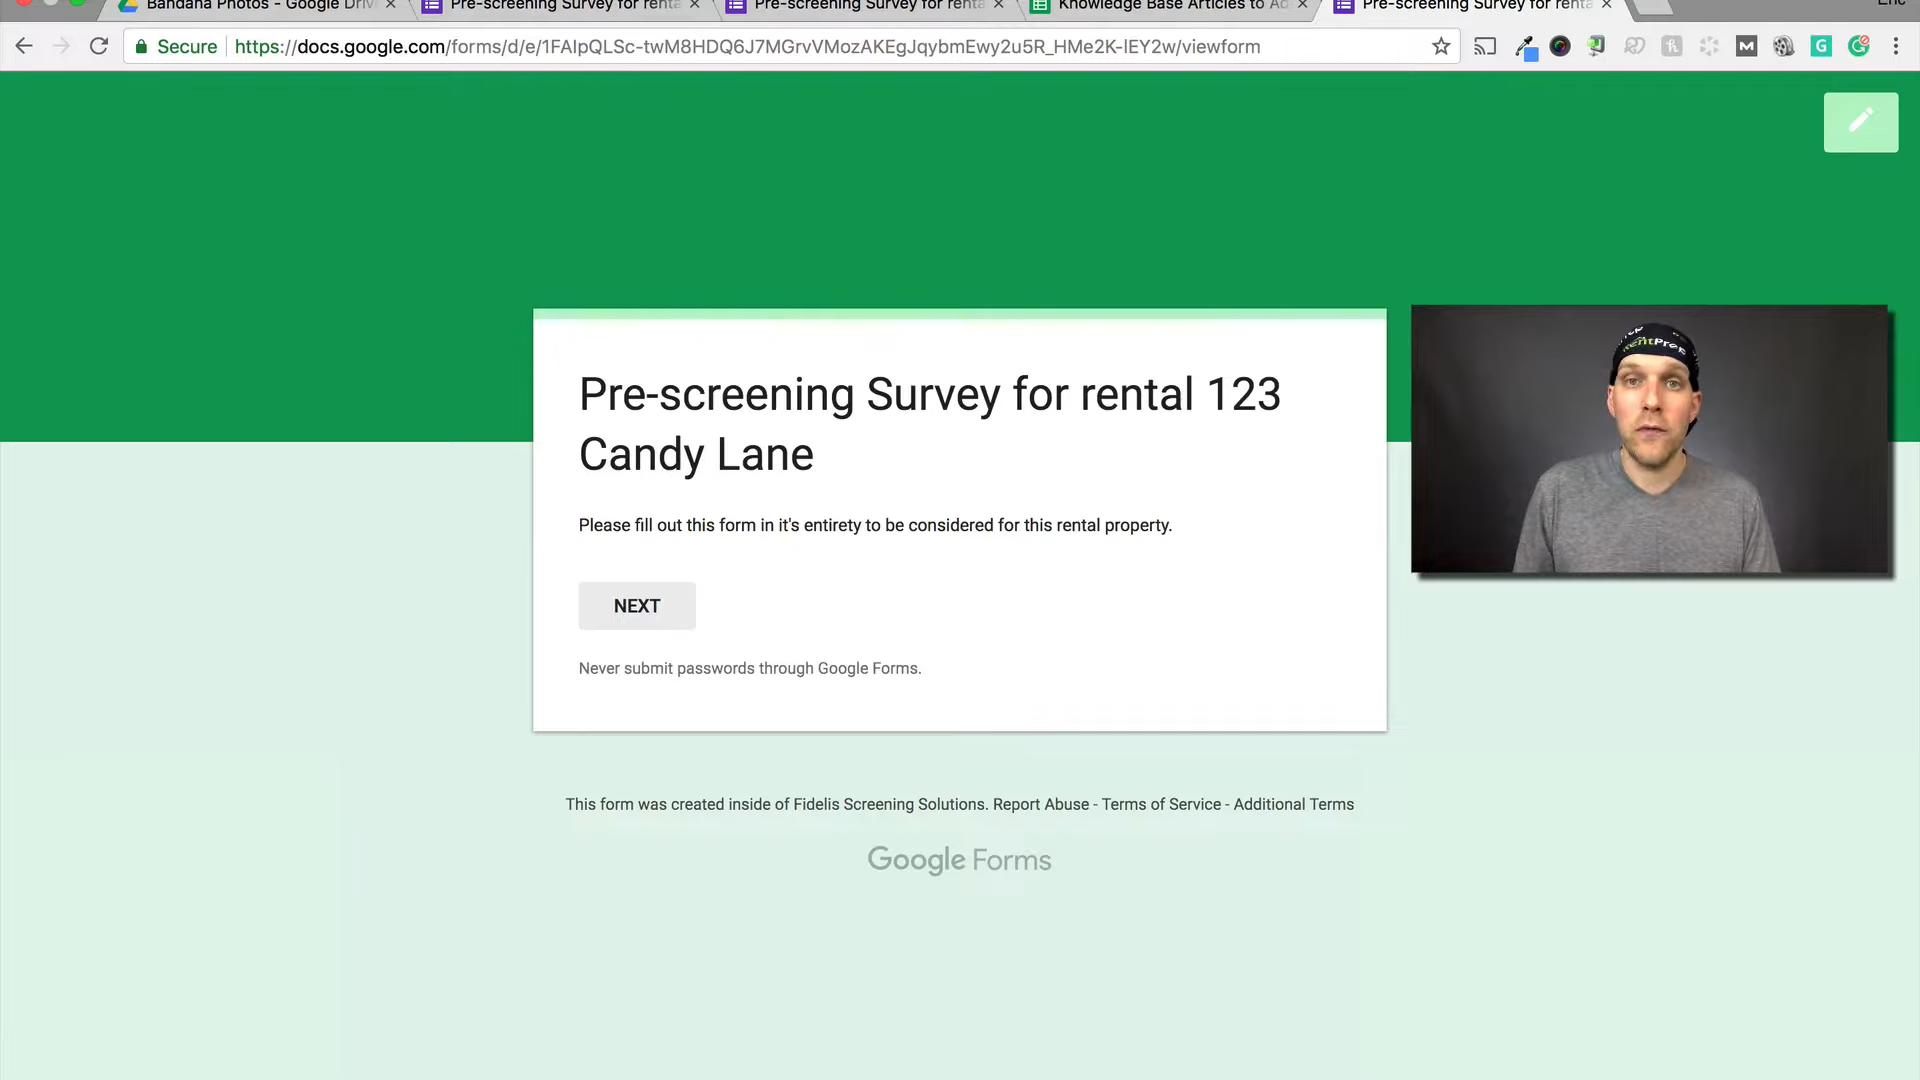 Bandana Photos - Google Driv
Pre-screening Survey for renta
Pre-screening Survey for renta
Knowledge Base Articles to Ad
Pre-screening Survey for renta
Eric
Secure
https://docs.google.com/forms/d/e/1FAIpQLSc-twM8HDQ6J7MGrvVMozAKEgJqybmEwy2u5R_HMe2K-lEY2w/viewform
Pre-screening Survey for rental 123
Candy Lane
Please fill out this form in it's entirety to be considered for this rental property.
NEXT
Never submit passwords through Google Forms.
This form was created inside of Fidelis Screening Solutions. Report Abuse - Terms of Service - Additional Terms
Google Forms